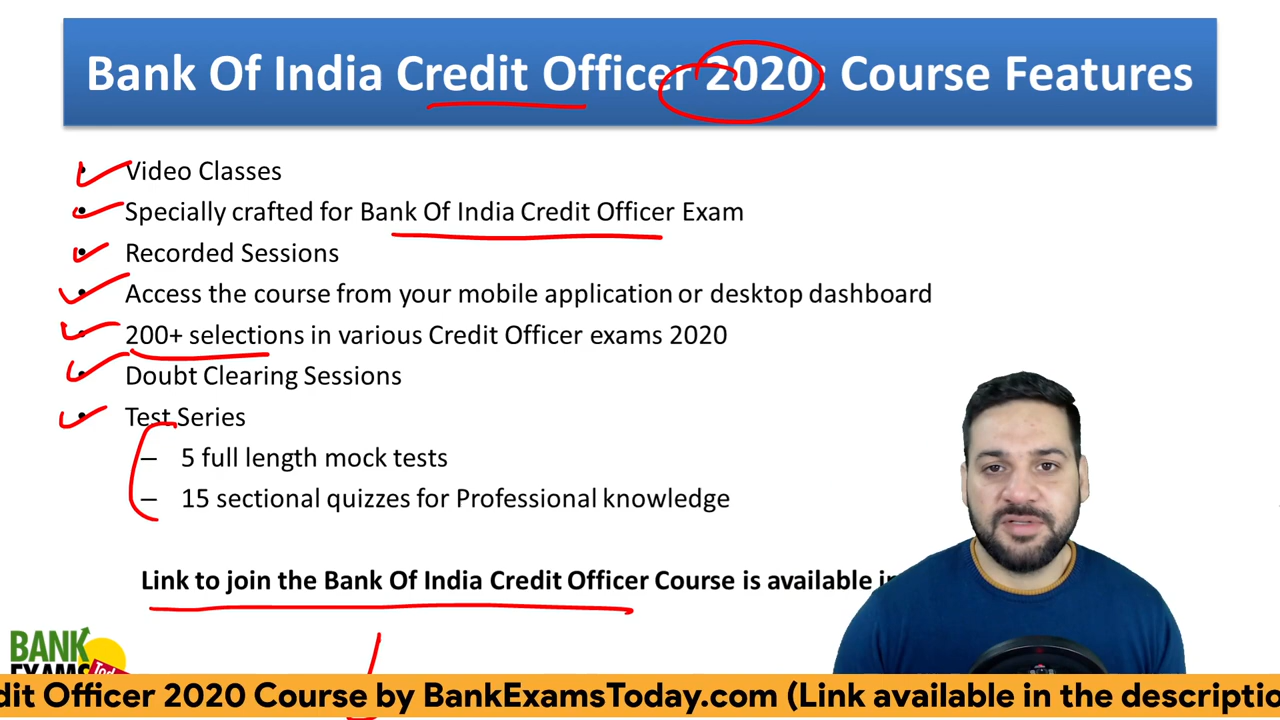 Bank Of India Credit Officer 2020: Course Features
• Video Classes
• Specially crafted for Bank Of India Credit Officer Exam
• Recorded Sessions
• Access the course from your mobile application or desktop dashboard
• 200+ selections in various Credit Officer exams 2020
• Doubt Clearing Sessions
• Test Series
– 5 full length mock tests
– 15 sectional quizzes for Professional knowledge
Link to join the Bank Of India Credit Officer Course is available
BANK
EXAMS
Today
Officer 2020 Course by BankExamsToday.com (Link available in the